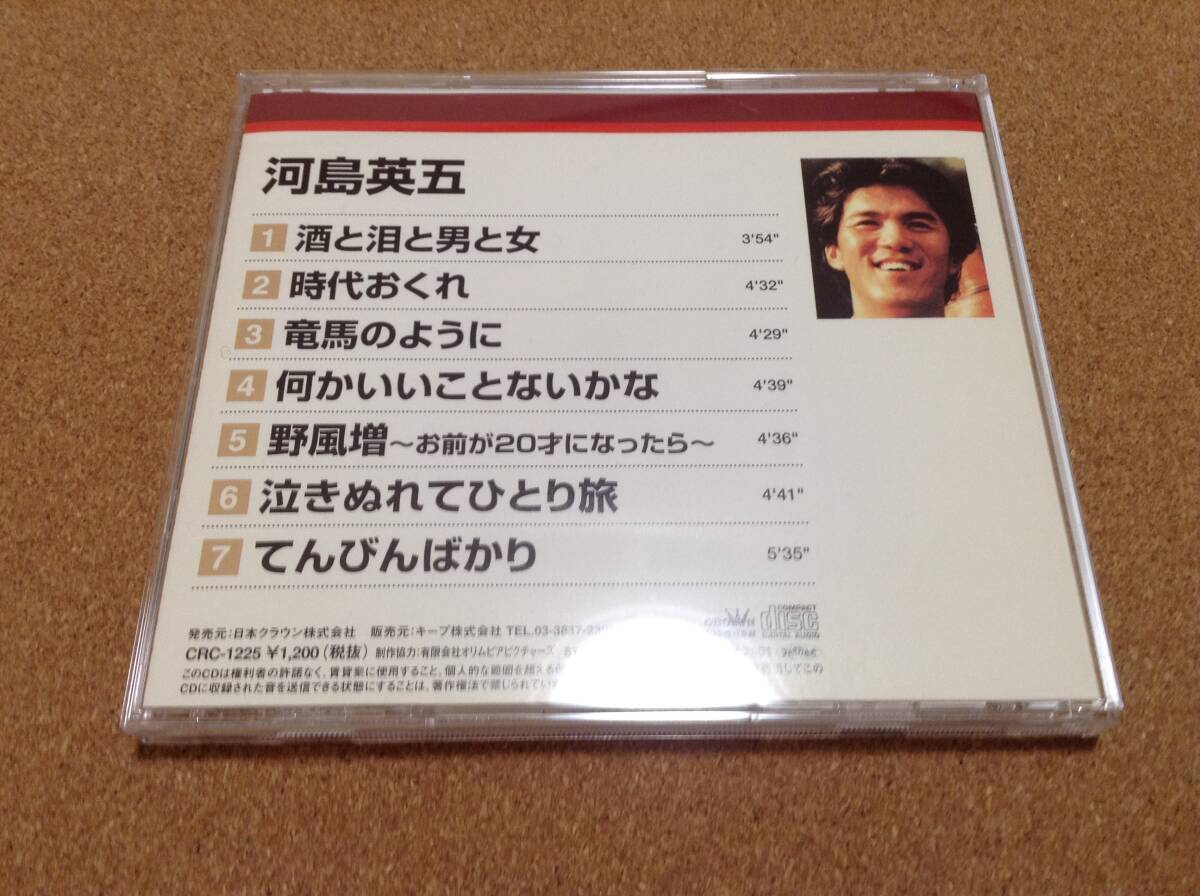 河島英五
1 酒と泪と男と女 3'54"
2 時代おくれ 4'32"
3 竜馬のように 4'29"
4 何かいいことないかな 4'39"
5 野風増～お前が20才になったら～ 4'36"
6 泣きぬれてひとり旅 4'41"
7 てんびんばかり 5'35"
発売元:日本クラウン株式会社 販売元:キープ株式会社 TEL.03-3837-
COMPACT
disc
DIGITAL AUDIO
CRC-1225 ¥1,200(税抜) 制作協力:有限会社オリムピアピクチャーズ
このCDは権利者の許諾なく、賃貸業に使用すること、個人的な範囲を超える
CDに収録された音を送信できる状態にすることは、著作権法で禁じられてい